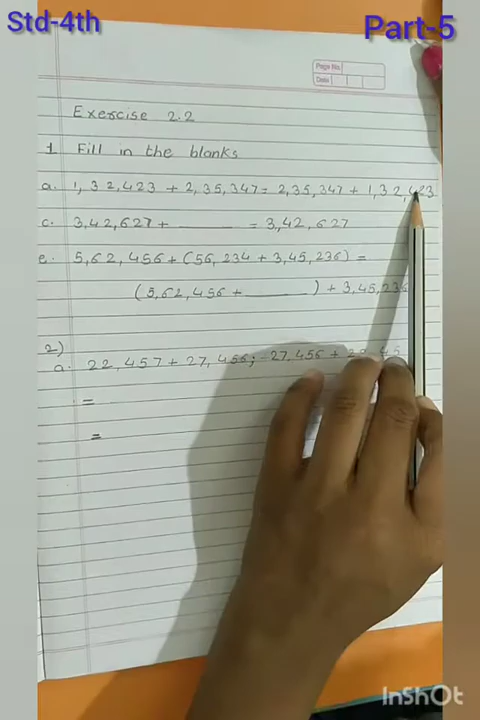 Std-4th
Part-5
Page No.
Date
Exercise 2.2
1 Fill in the blanks
a. 1,32,423 + 2,35,347 = 2,35,347 + 1,32,423
c. 3,42,627 + ______ = 3,42,627
e. 5,62,456 + (56,234 + 3,45,236) =
(5,62,456 + ______ ) + 3,45,236
2)
a. 22,457 + 27,456; 27,456 +
=
=
InShOt